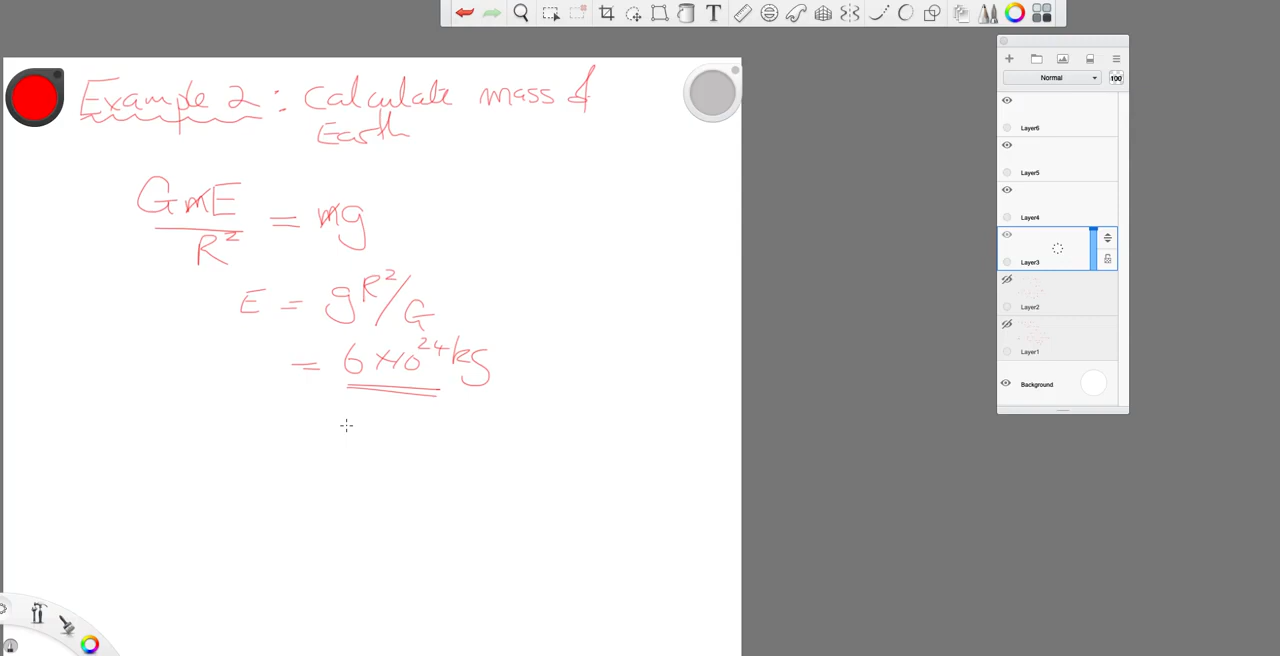 Example 2 : Calculate mass of
Earth
GmE
R² = mg
E = gR²/G
= 6×10²⁴kg
T
Normal
100
Layer6
Layer5
Layer4
Layer3
Layer2
Layer1
Background